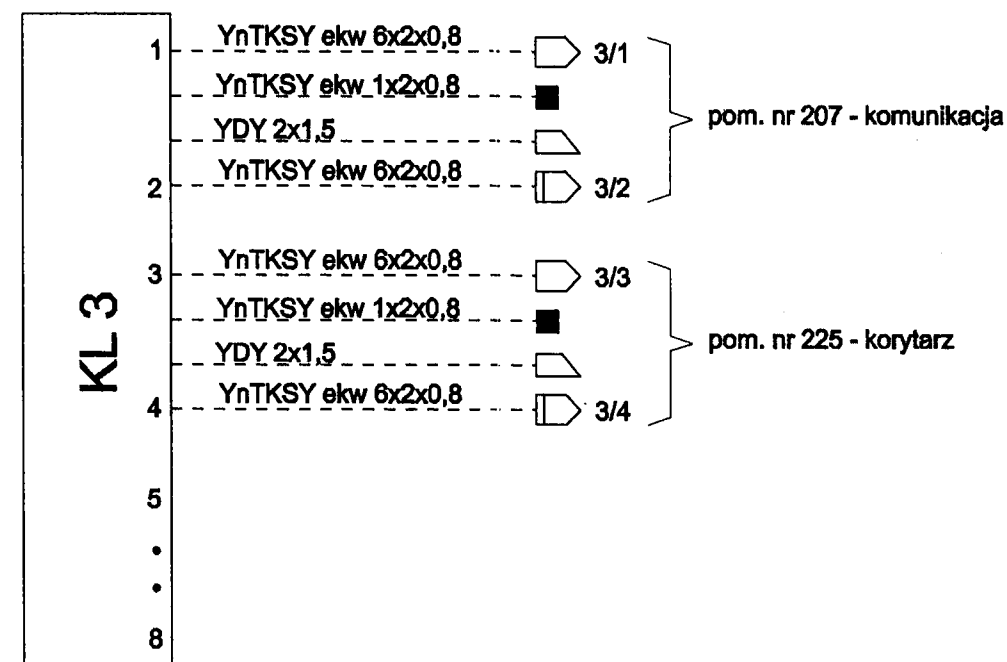 KL 3
1 YnTKSY ekw 6x2x0,8 3/1
YnTKSY ekw 1x2x0,8
pom. nr 207 - komunikacja
YDY 2x1,5
2 YnTKSY ekw 6x2x0,8 3/2
3 YnTKSY ekw 6x2x0,8 3/3
YnTKSY ekw 1x2x0,8
pom. nr 225 - korytarz
YDY 2x1,5
4 YnTKSY ekw 6x2x0,8 3/4
5
8